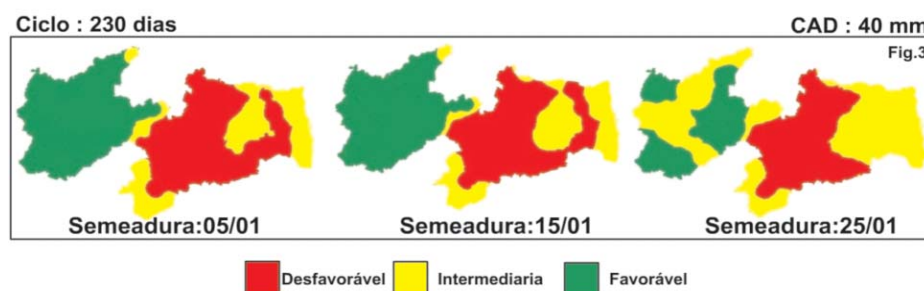 Ciclo : 230 dias CAD : 40 mm
Fig.3
Semeadura:05/01 Semeadura:15/01 Semeadura:25/01
Desfavorável Intermediaria Favorável